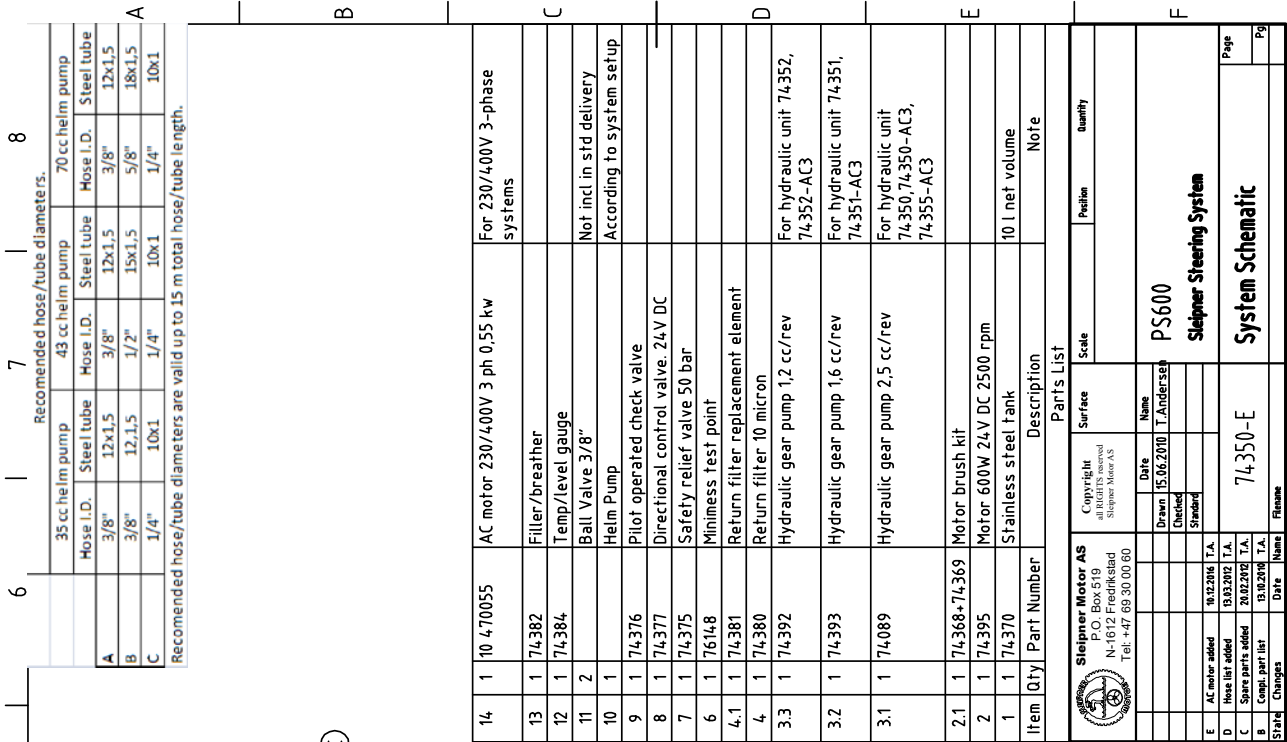 6
7
8
A
B
C
D
E
F
Recomended hose/tube diameters.
35 cc helm pump 43 cc helm pump 70 cc helm pump
Hose I.D. Steel tube Hose I.D. Steel tube Hose I.D. Steel tube
A 3/8" 12x1,5 3/8" 12x1,5 3/8" 12x1,5
B 3/8" 12,1,5 1/2" 15x1,5 5/8" 18x1,5
C 1/4" 10x1 1/4" 10x1 1/4" 10x1
Recomended hose/tube diameters are valid up to 15 m total hose/tube length.
14 1 10 470055 AC motor 230/400V 3 ph 0,55 kw For 230/400V 3-phase
systems
13 1 74382 Filler/breather
12 1 74384 Temp/level gauge
11 2 Ball Valve 3/8" Not incl in std delivery
10 1 Helm Pump According to system setup
9 1 74376 Pilot operated check valve
8 1 74377 Directional control valve. 24V DC
7 1 74375 Safety relief valve 50 bar
6 1 76148 Minimess test point
4.1 1 74381 Return filter replacement element
4 1 74380 Return filter 10 micron
3.3 1 74392 Hydraulic gear pump 1,2 cc/rev For hydraulic unit 74352,
74352-AC3
3.2 1 74393 Hydraulic gear pump 1,6 cc/rev For hydraulic unit 74351,
74351-AC3
3.1 1 74089 Hydraulic gear pump 2,5 cc/rev For hydraulic unit
74350,74350-AC3,
74355-AC3
2.1 1 74368+74369 Motor brush kit
2 1 74395 Motor 600W 24V DC 2500 rpm
1 1 74370 Stainless steel tank 10 l net volume
Item Qty Part Number Description Note
Parts List
Sleipner Motor AS
P.O. Box 519
N-1612 Fredrikstad
Tel: +47 69 30 00 60
SLEIPNER MOTOR
Copyright
all RIGHTS reserved
Sleipner Motor AS
Surface Scale Position Quantity
Date Name
Drawn 15.06.2010 T.Andersen
Checked
Standard
PS600
Sleipner Steering System
E AC motor added 10.12.2016 T.A.
D Hose list added 13.03.2012 T.A.
C Spare parts added 20.02.2012 T.A.
B Compl. part list 13.10.2010 T.A.
State Changes Date Name
74350-E
Filename
System Schematic
Page
Pg.